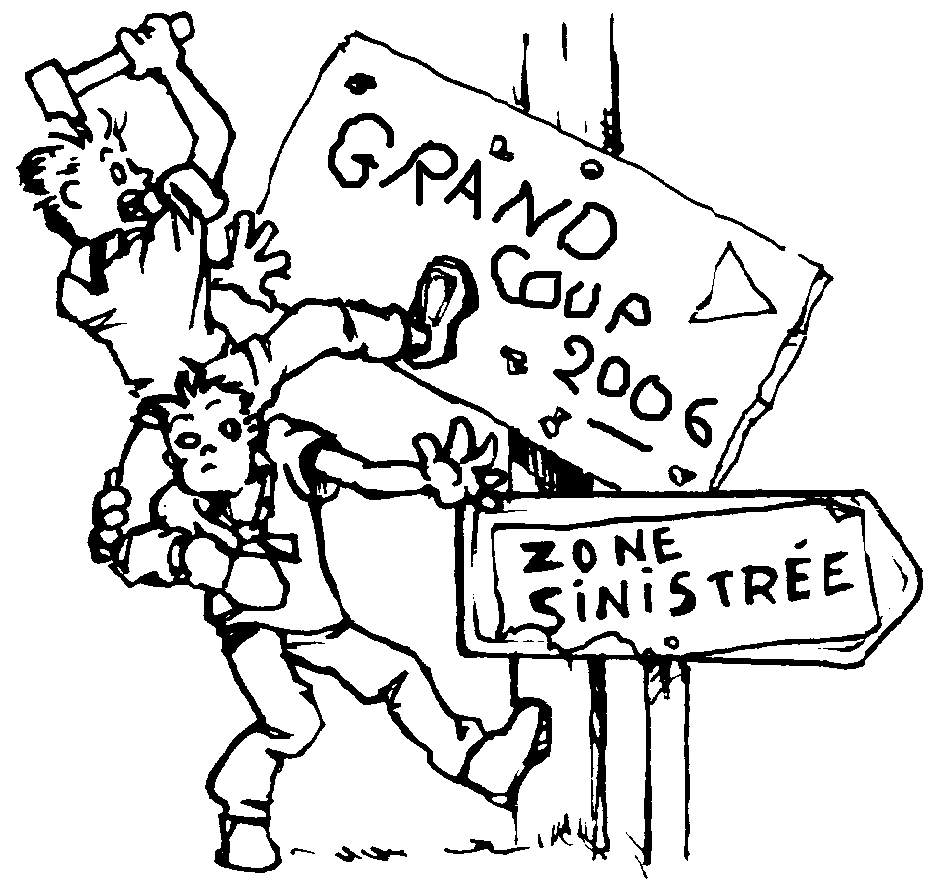 GRAND
COUP
2006
ZONE
SiNiSTRÉE